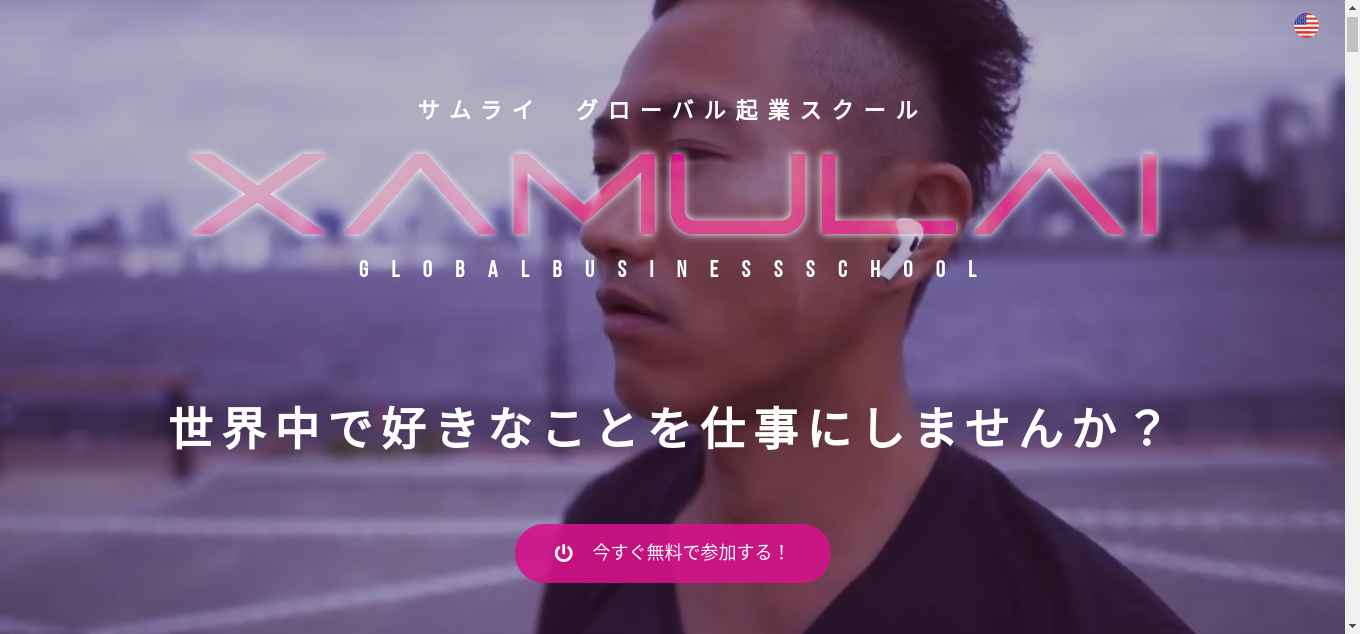 サムライ　グローバル起業スクール
XAMULAI
GLOBALBUSINESSSCHOOL
世界中で好きなことを仕事にしませんか？
今すぐ無料で参加する！